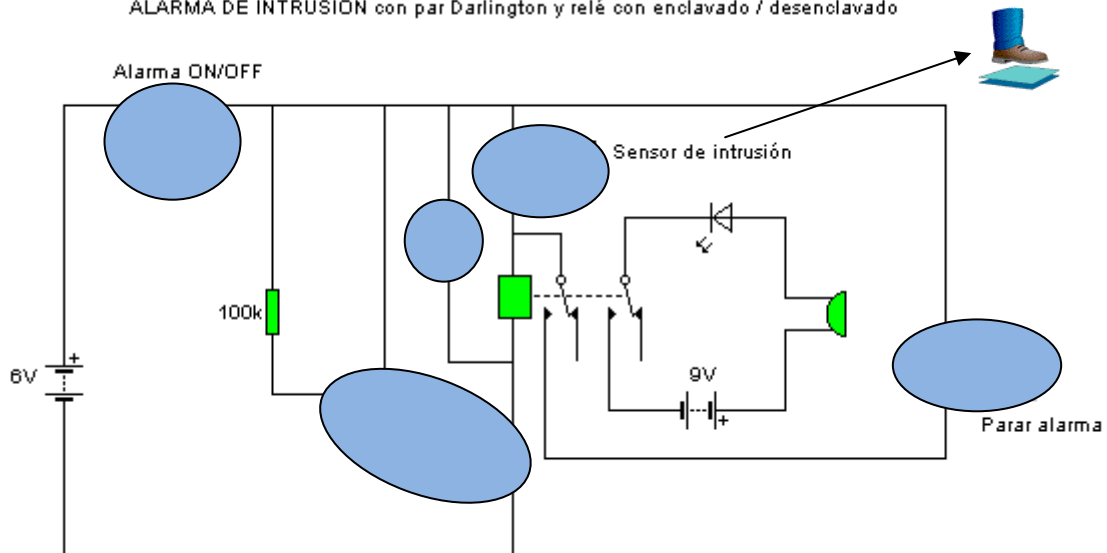 ALARMA DE INTRUSION con par Darlington y relé con enclavado / desenclavado
Alarma ON/OFF
Sensor de intrusión
100k
6V
+
9V
+
Parar alarma